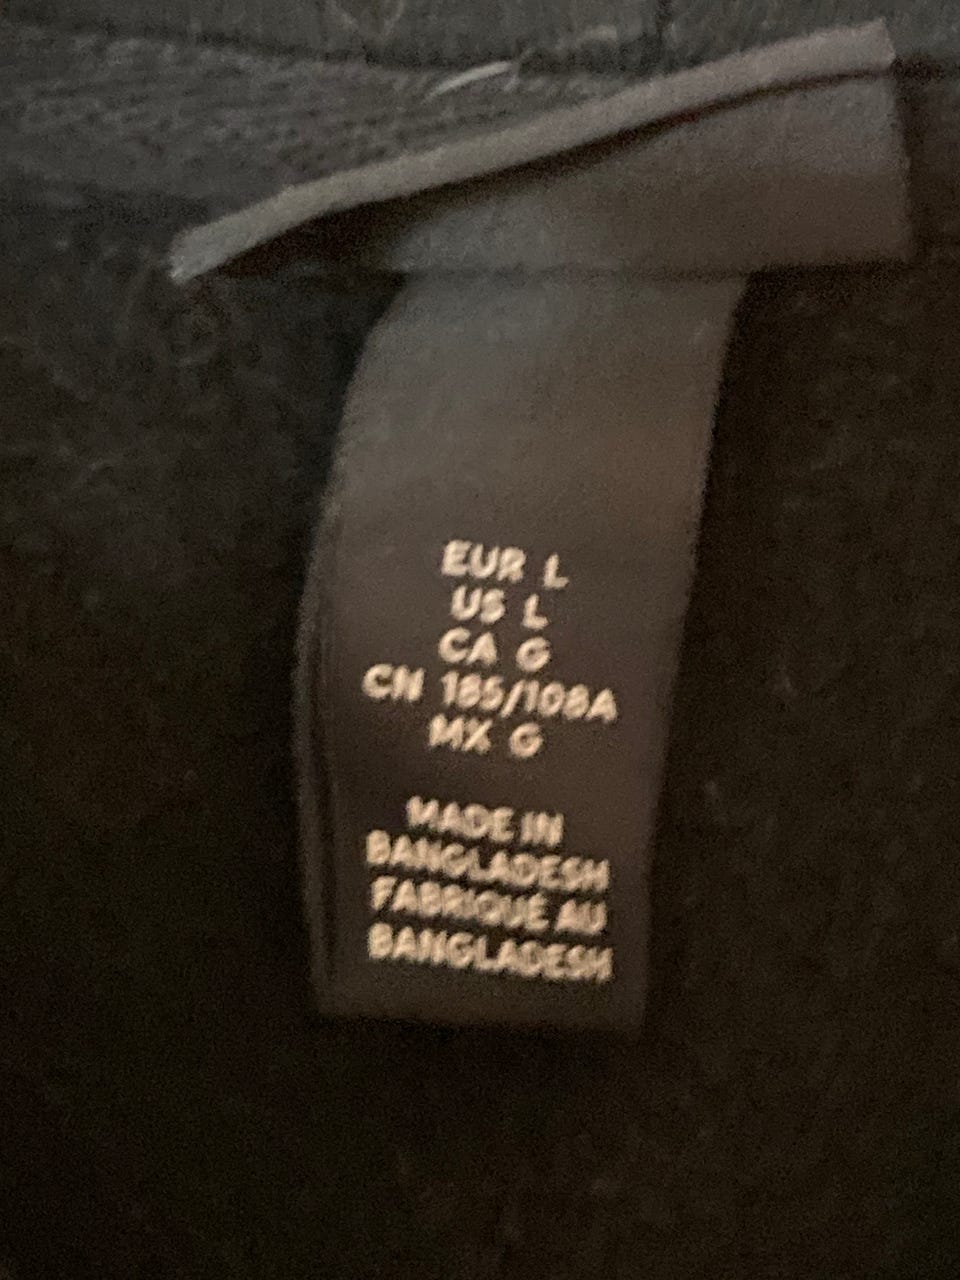 EUR L
US L
CA G
CN 185/108A
MX G
MADE IN
BANGLADESH
FABRIQUÉ AU
BANGLADESH